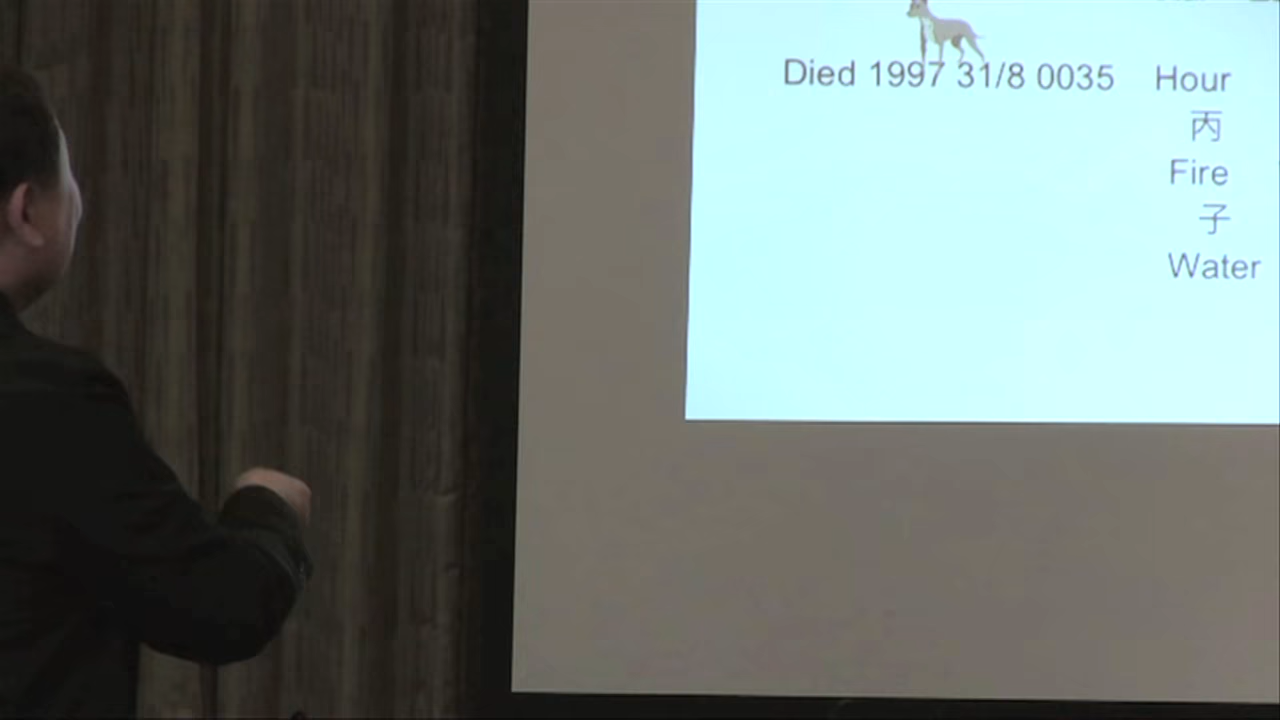 Died 1997 31/8 0035 Hour
丙
Fire
子
Water